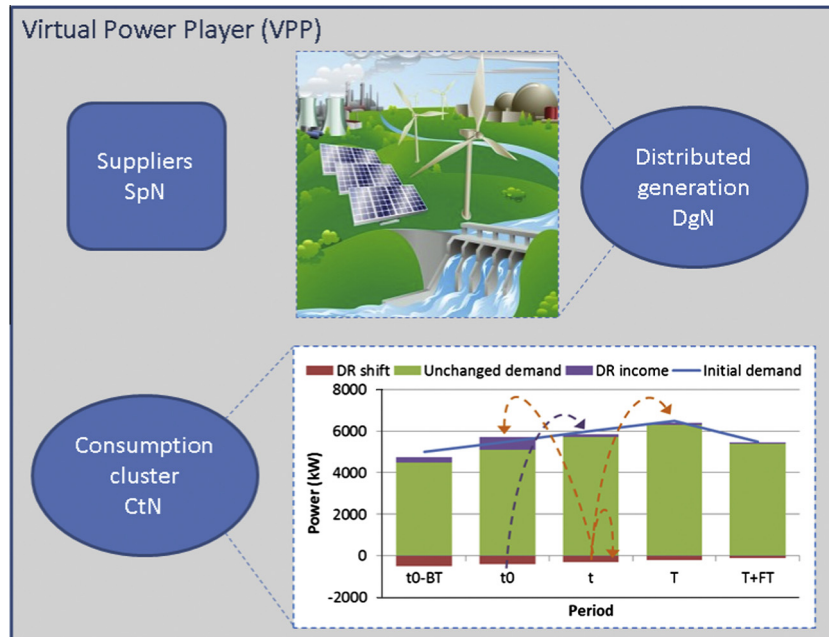 Virtual Power Player (VPP)
Suppliers
SpN
Distributed
generation
DgN
Consumption
cluster
CtN
DR shift Unchanged demand DR income Initial demand
8000
6000
4000
2000
0
-2000
Power (kW)
t0-BT t0 t T T+FT
Period